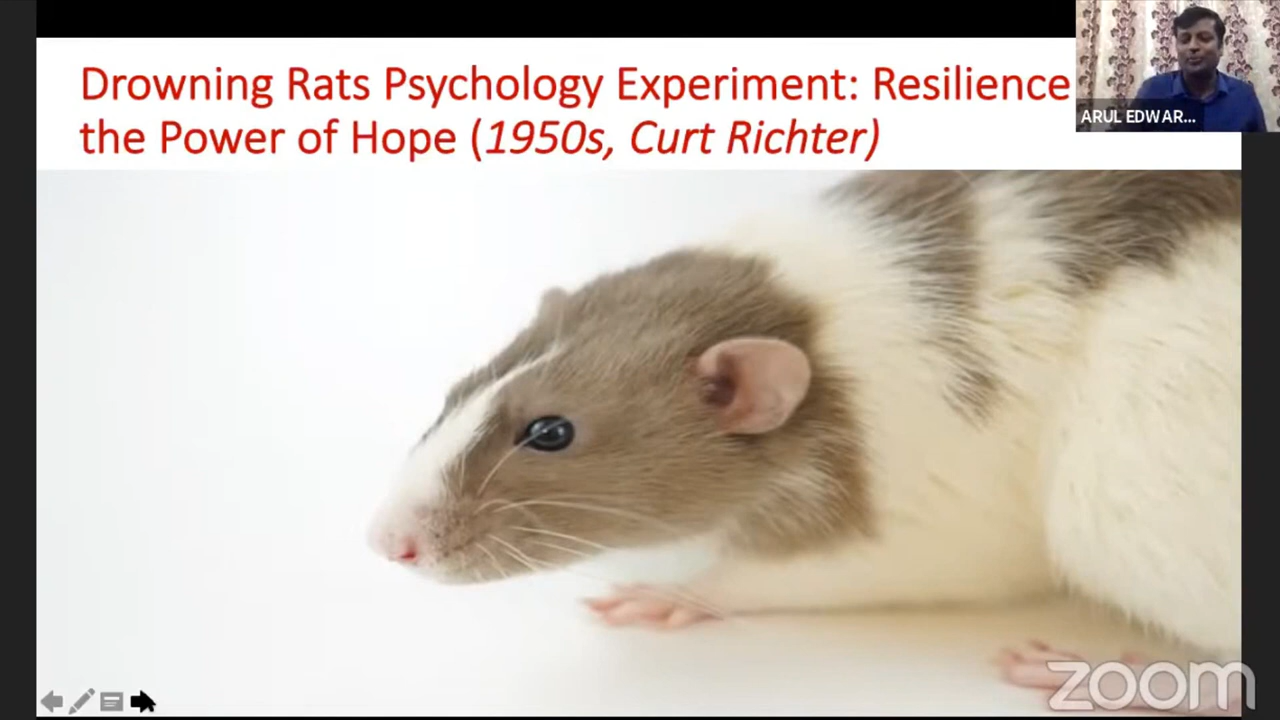 Drowning Rats Psychology Experiment: Resilience
the Power of Hope (1950s, Curt Richter)
ARUL EDWAR...
zoom